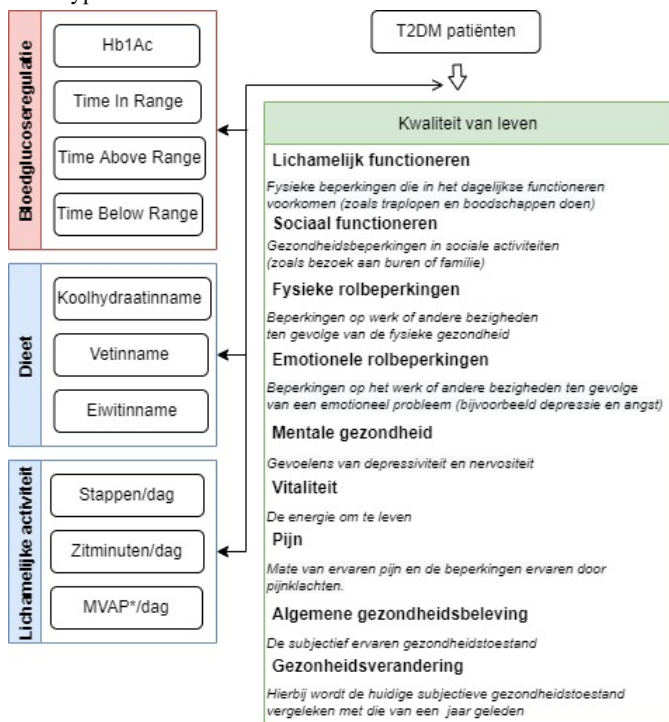 T2DM patiënten
Bloedglucoseregulatie
Hb1Ac
Time In Range
Time Above Range
Time Below Range
Dieet
Koolhydraatinname
Vetinname
Eiwitinname
Lichamelijke activiteit
Stappen/dag
Zitminuten/dag
MVAP*/dag
Kwaliteit van leven
Lichamelijk functioneren
Fysieke beperkingen die in het dagelijkse functioneren
voorkomen (zoals traplopen en boodschappen doen)
Sociaal functioneren
Gezondheidsbeperkingen in sociale activiteiten
(zoals bezoek aan buren of familie)
Fysieke rolbeperkingen
Beperkingen op werk of andere bezigheden
ten gevolge van de fysieke gezondheid
Emotionele rolbeperkingen
Beperkingen op het werk of andere bezigheden ten gevolge
van een emotioneel probleem (bijvoorbeeld depressie en angst)
Mentale gezondheid
Gevoelens van depressiviteit en nervositeit
Vitaliteit
De energie om te leven
Pijn
Mate van ervaren pijn en de beperkingen ervaren door
pijnklachten.
Algemene gezondheidsbeleving
De subjectief ervaren gezondheidstoestand
Gezonheidsverandering
Hierbij wordt de huidige subjectieve gezondheidstoestand
vergeleken met die van een jaar geleden